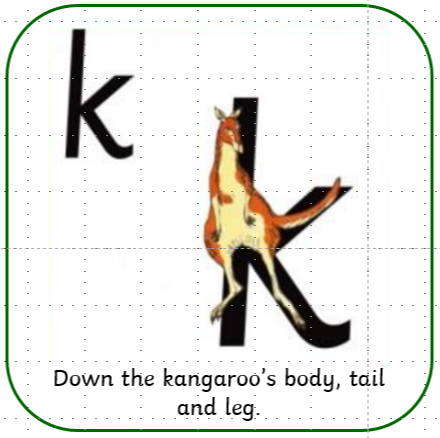 k
k
Down the kangaroo's body, tail
and leg.